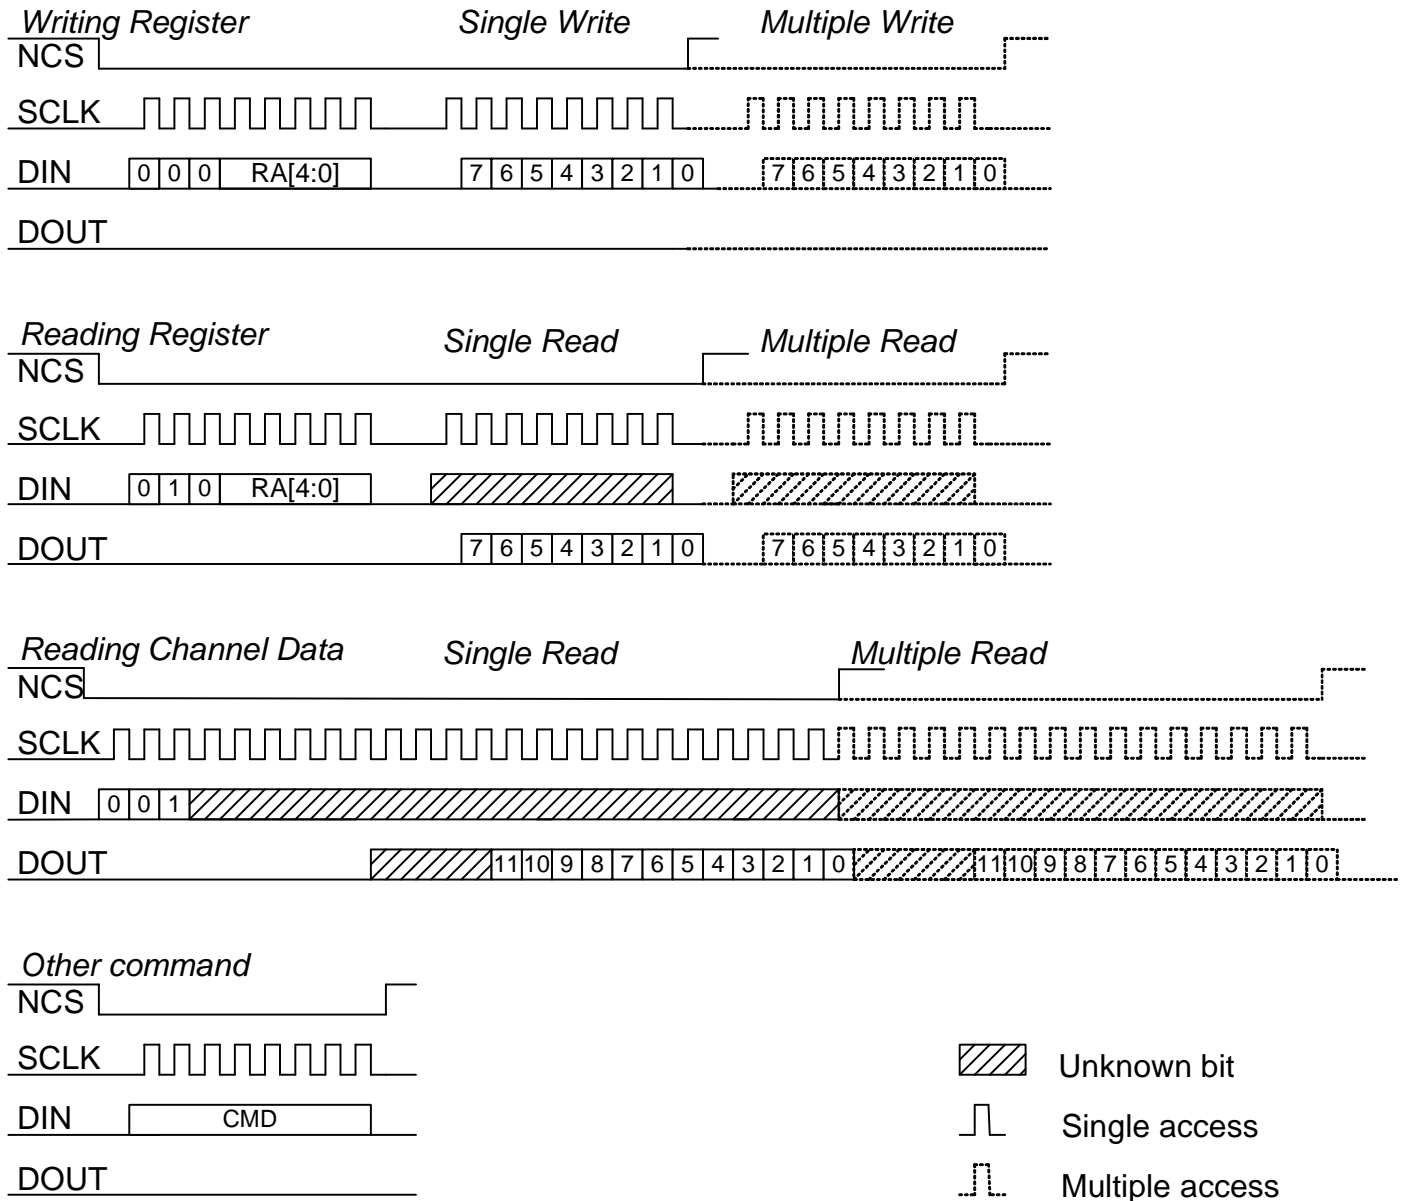 Writing Register Single Write Multiple Write
NCS
SCLK
DIN 0 0 0 RA[4:0] 7 6 5 4 3 2 1 0 7 6 5 4 3 2 1 0
DOUT
Reading Register Single Read Multiple Read
NCS
SCLK
DIN 0 1 0 RA[4:0]
DOUT 7 6 5 4 3 2 1 0 7 6 5 4 3 2 1 0
Reading Channel Data Single Read Multiple Read
NCS
SCLK
DIN 0 0 1
DOUT 11 10 9 8 7 6 5 4 3 2 1 0 11 10 9 8 7 6 5 4 3 2 1 0
Other command
NCS
SCLK Unknown bit
DIN CMD Single access
DOUT Multiple access